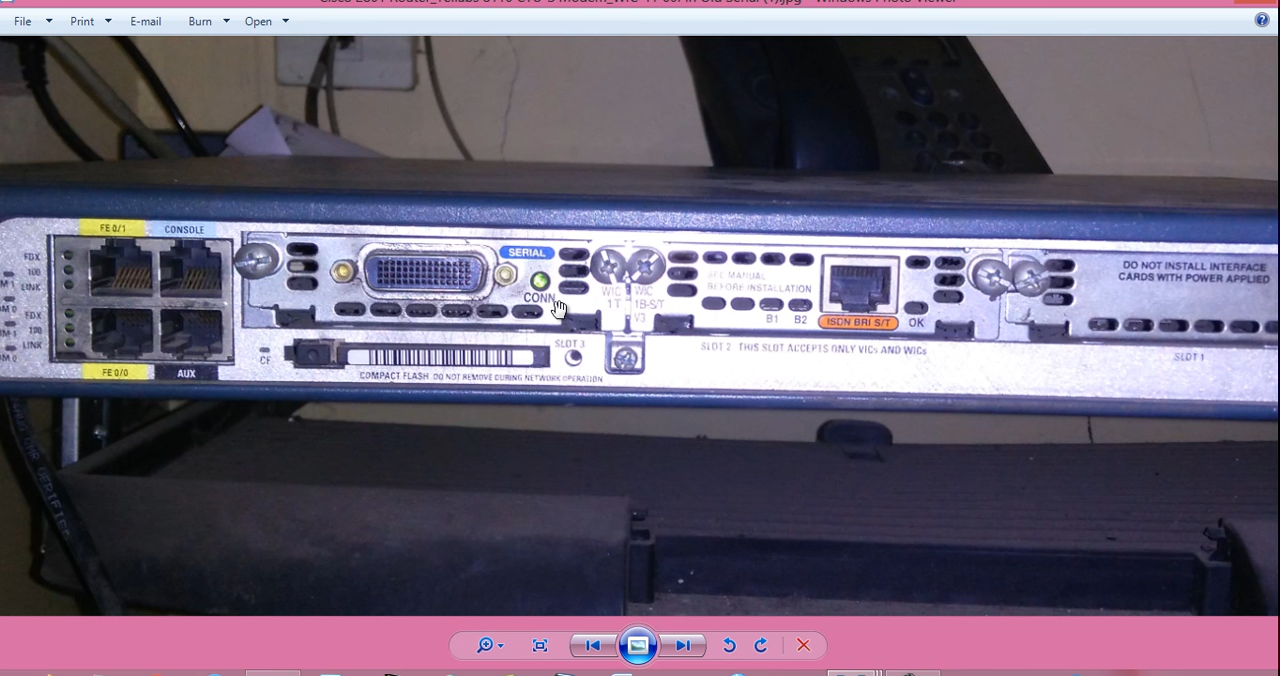 File Print E-mail Burn Open
FE 0/1 CONSOLE
SERIAL
FDX
100
LINK
CONN
WIC
1T
WIC
1B-S/T
V3
SEE MANUAL
BEFORE INSTALLATION
B1 B2
ISDN BRI S/T
OK
DO NOT INSTALL INTERFACE
CARDS WITH POWER APPLIED
FDX
100
LINK
CF
SLOT 3
SLOT 2 THIS SLOT ACCEPTS ONLY VICs AND WICs
SLOT 1
FE 0/0 AUX
COMPACT FLASH DO NOT REMOVE DURING NETWORK OPERATION